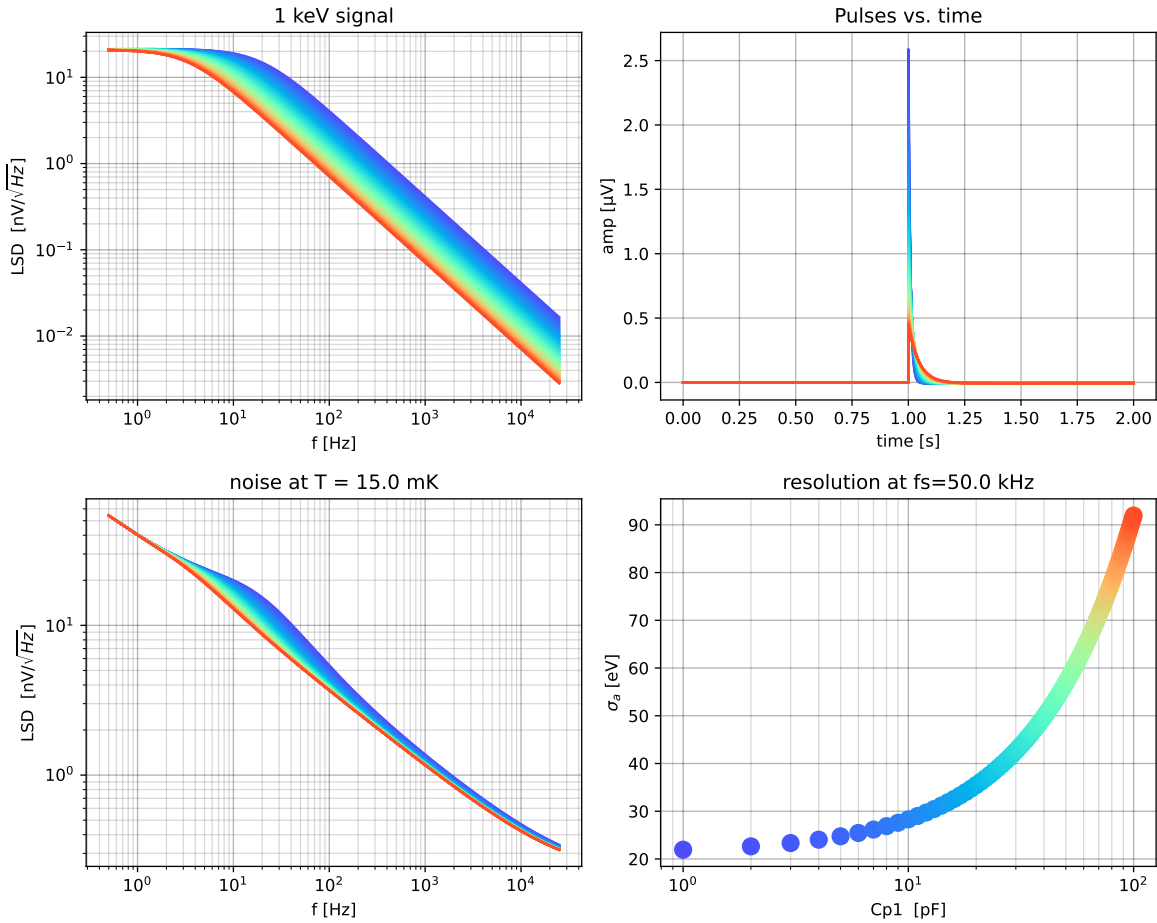 1 keV signal
LSD [nV/√Hz]
10¹
10⁰
10⁻¹
10⁻²
10⁰ 10¹ 10² 10³ 10⁴
f [Hz]
Pulses vs. time
amp [μV]
2.5
2.0
1.5
1.0
0.5
0.0
0.00 0.25 0.50 0.75 1.00 1.25 1.50 1.75 2.00
time [s]
noise at T = 15.0 mK
LSD [nV/√Hz]
10¹
10⁰
10⁰ 10¹ 10² 10³ 10⁴
f [Hz]
resolution at fs=50.0 kHz
σₐ [eV]
90
80
70
60
50
40
30
20
10⁰ 10¹ 10²
Cp1 [pF]